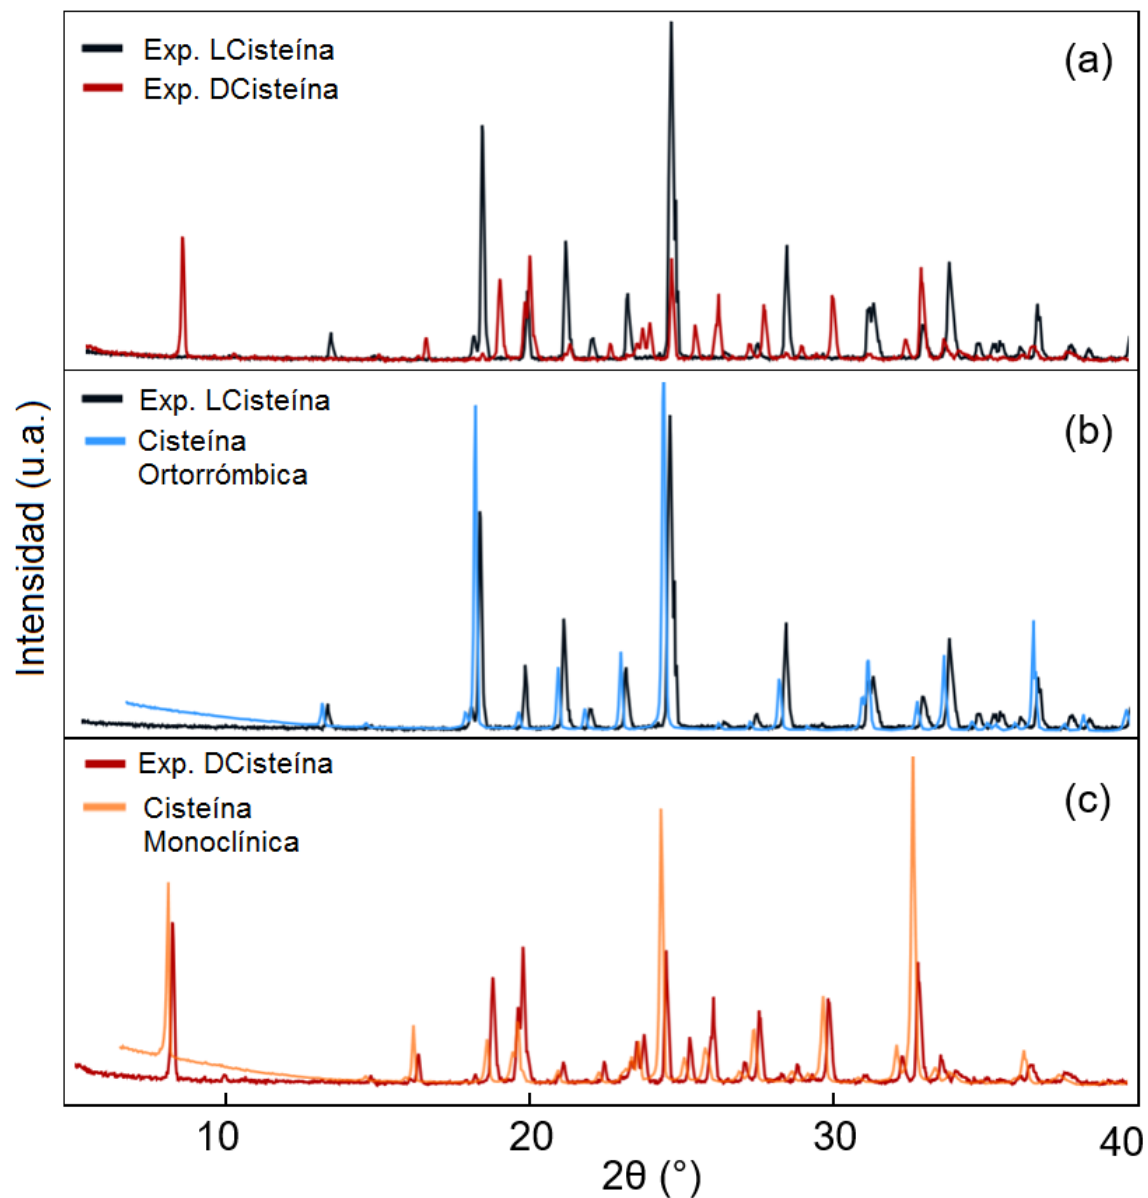 Exp. LCisteína
Exp. DCisteína
(a)
Exp. LCisteína
Cisteína
Ortorrómbica
(b)
Exp. DCisteína
Cisteína
Monoclínica
(c)
Intensidad (u.a.)
10
20
30
40
2θ (°)